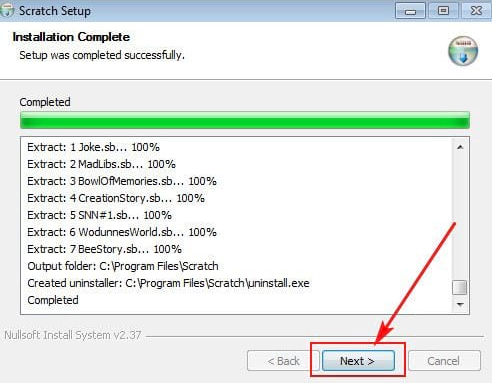 Scratch Setup
Installation Complete
Setup was completed successfully.
Completed
Extract: 1 Joke.sb... 100%
Extract: 2 MadLibs.sb... 100%
Extract: 3 BowlOfMemories.sb... 100%
Extract: 4 CreationStory.sb... 100%
Extract: 5 SNN#1.sb... 100%
Extract: 6 WodunnesWorld.sb... 100%
Extract: 7 BeeStory.sb... 100%
Output folder: C:\Program Files\Scratch
Created uninstaller: C:\Program Files\Scratch\uninstall.exe
Completed
Nullsoft Install System v2.37
< Back Next > Cancel